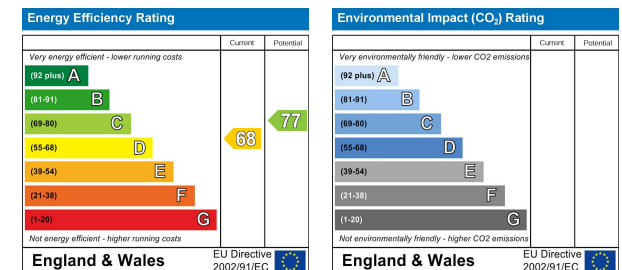 Energy Efficiency Rating
Current Potential
Very energy efficient - lower running costs
(92 plus) A
(81-91) B
(69-80) C
(55-68) D
(39-54) E
(21-38) F
(1-20) G
68
77
Not energy efficient - higher running costs
England & Wales
EU Directive
2002/91/EC
Environmental Impact (CO2) Rating
Current Potential
Very environmentally friendly - lower CO2 emissions
(92 plus) A
(81-91) B
(69-80) C
(55-68) D
(39-54) E
(21-38) F
(1-20) G
Not environmentally friendly - higher CO2 emissions
England & Wales
EU Directive
2002/91/EC